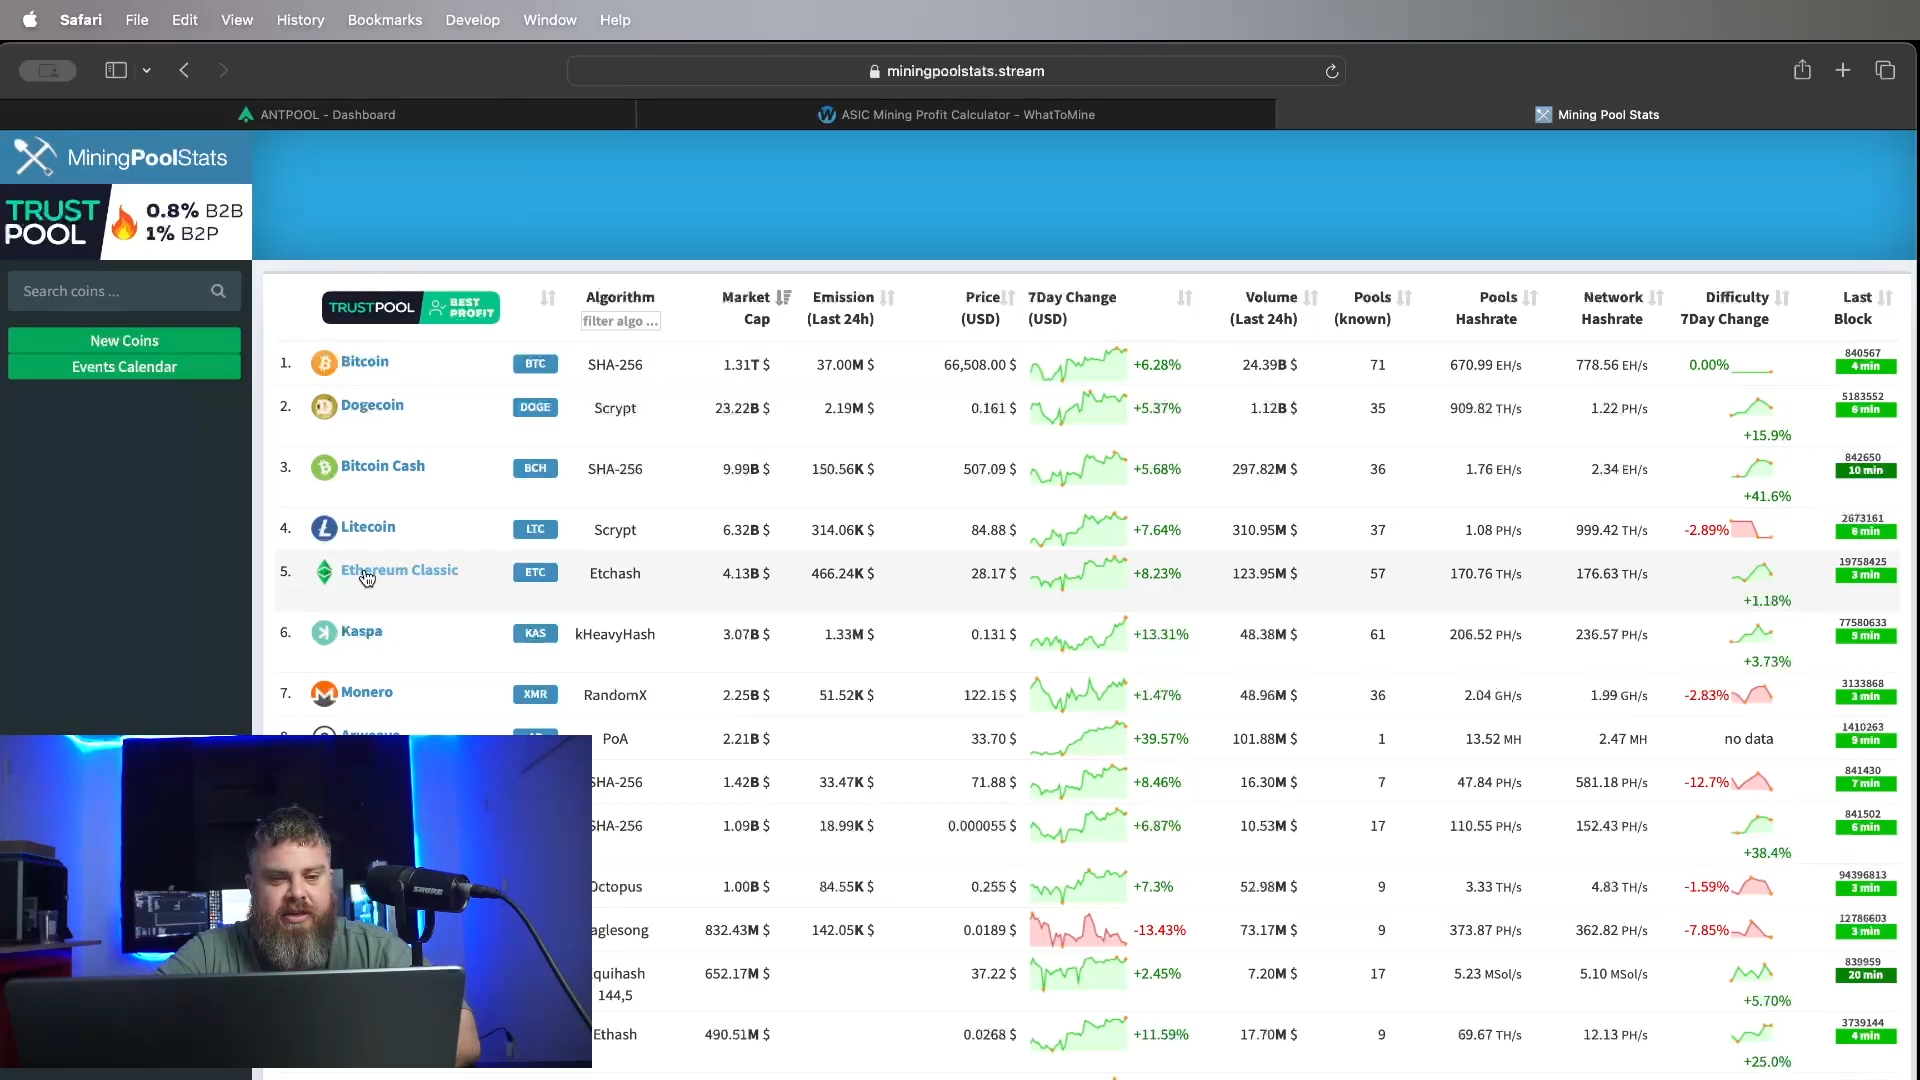 Safari File Edit View History Bookmarks Develop Window Help
miningpoolstats.stream
ANTPOOL - Dashboard ASIC Mining Profit Calculator - WhatToMine Mining Pool Stats
MiningPoolStats
TRUST POOL 0.8% B2B 1% B2P
Search coins ...
New Coins
Events Calendar
TRUSTPOOL BEST PROFIT Algorithm filter algo ... Market Cap Emission (Last 24h) Price (USD) 7Day Change (USD) Volume (Last 24h) Pools (known) Pools Hashrate Network Hashrate Difficulty 7Day Change Last Block
1. Bitcoin BTC SHA-256 1.31T $ 37.00M $ 66,508.00 $ +6.28% 24.39B $ 71 670.99 EH/s 778.56 EH/s 0.00% 840567 4 min
2. Dogecoin DOGE Scrypt 23.22B $ 2.19M $ 0.161 $ +5.37% 1.12B $ 35 909.82 TH/s 1.22 PH/s +15.9% 5183552 6 min
3. Bitcoin Cash BCH SHA-256 9.99B $ 150.56K $ 507.09 $ +5.68% 297.82M $ 36 1.76 EH/s 2.34 EH/s +41.6% 842650 10 min
4. Litecoin LTC Scrypt 6.32B $ 314.06K $ 84.88 $ +7.64% 310.95M $ 37 1.08 PH/s 999.42 TH/s -2.89% 2673161 6 min
5. Ethereum Classic ETC Etchash 4.13B $ 466.24K $ 28.17 $ +8.23% 123.95M $ 57 170.76 TH/s 176.63 TH/s +1.18% 19758425 3 min
6. Kaspa KAS kHeavyHash 3.07B $ 1.33M $ 0.131 $ +13.31% 48.38M $ 61 206.52 PH/s 236.57 PH/s +3.73% 77580633 5 min
7. Monero XMR RandomX 2.25B $ 51.52K $ 122.15 $ +1.47% 48.96M $ 36 2.04 GH/s 1.99 GH/s -2.83% 3133868 3 min
PoA 2.21B $ 33.70 $ +39.57% 101.88M $ 1 13.52 MH 2.47 MH no data 1410263 9 min
SHA-256 1.42B $ 33.47K $ 71.88 $ +8.46% 16.30M $ 7 47.84 PH/s 581.18 PH/s -12.7% 841430 7 min
SHA-256 1.09B $ 18.99K $ 0.000055 $ +6.87% 10.53M $ 17 110.55 PH/s 152.43 PH/s +38.4% 841502 6 min
Octopus 1.00B $ 84.55K $ 0.255 $ +7.3% 52.98M $ 9 3.33 TH/s 4.83 TH/s -1.59% 94396813 3 min
aglesong 832.43M $ 142.05K $ 0.0189 $ -13.43% 73.17M $ 9 373.87 PH/s 362.82 PH/s -7.85% 12786603 3 min
quihash 144,5 652.17M $ 37.22 $ +2.45% 7.20M $ 17 5.23 MSol/s 5.10 MSol/s +5.70% 839959 20 min
Ethash 490.51M $ 0.0268 $ +11.59% 17.70M $ 9 69.67 TH/s 12.13 PH/s +25.0% 3739144 4 min
SHURE